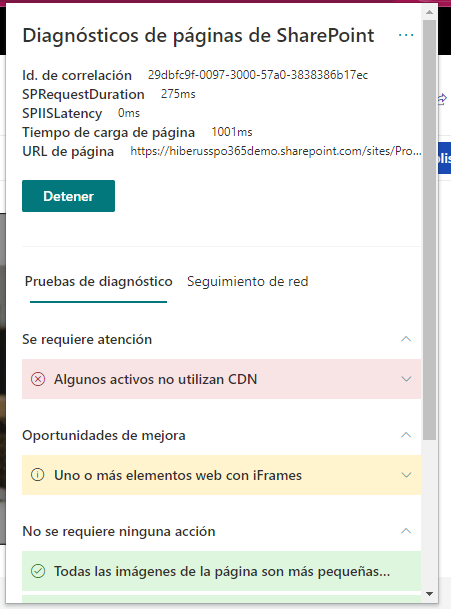 Diagnósticos de páginas de SharePoint
Id. de correlación 29dbfc9f-0097-3000-57a0-3838386b17ec
SPRequestDuration 275ms
SPIISLatency 0ms
Tiempo de carga de página 1001ms
URL de página https://hiberusspo365demo.sharepoint.com/sites/Pro...
Detener
Pruebas de diagnóstico Seguimiento de red
Se requiere atención
Algunos activos no utilizan CDN
Oportunidades de mejora
Uno o más elementos web con iFrames
No se requiere ninguna acción
Todas las imágenes de la página son más pequeñas...